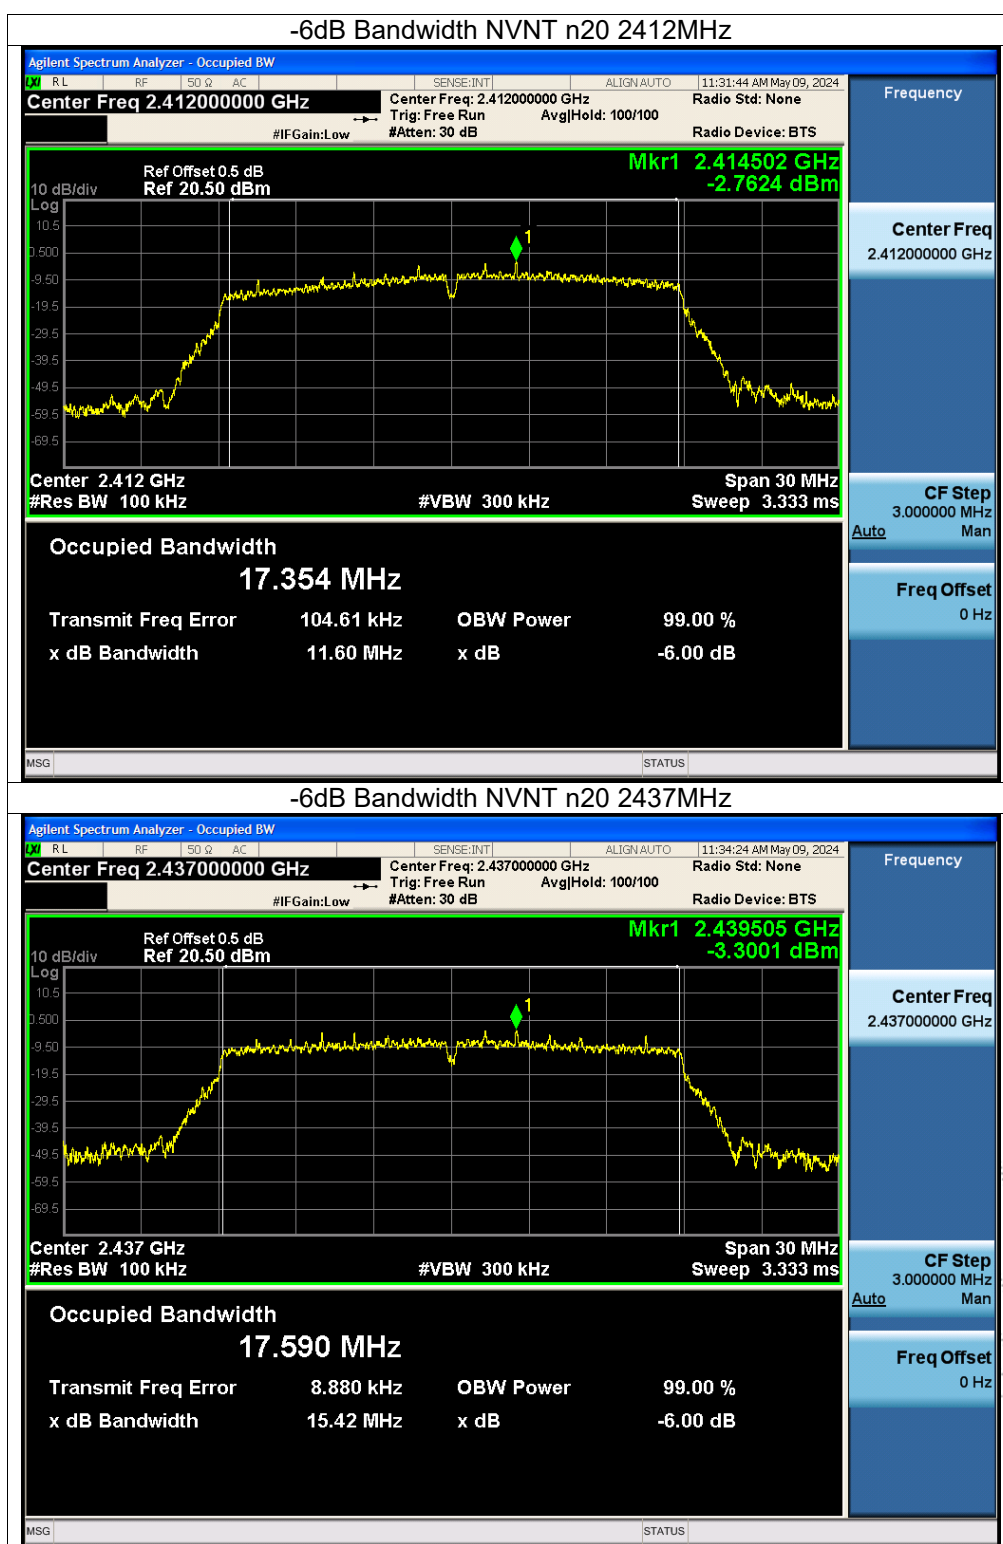 -6dB Bandwidth NVNT n20 2412MHz
Agilent Spectrum Analyzer - Occupied BW
LXI RL RF 50 Ω AC SENSE:INT ALIGN AUTO 11:31:44 AM May 09, 2024
Center Freq 2.412000000 GHz
Center Freq: 2.412000000 GHz
Radio Std: None
Trig: Free Run Avg|Hold: 100/100
#IFGain:Low #Atten: 30 dB Radio Device: BTS
Frequency
Mkr1 2.414502 GHz
-2.7624 dBm
Ref Offset 0.5 dB
10 dB/div Ref 20.50 dBm
Log
10.5
0.500
-9.50
-19.5
-29.5
-39.5
-49.5
-59.5
-69.5
1
Center 2.412 GHz Span 30 MHz
#Res BW 100 kHz #VBW 300 kHz Sweep 3.333 ms
Center Freq
2.412000000 GHz
CF Step
3.000000 MHz
Auto Man
Freq Offset
0 Hz
Occupied Bandwidth
17.354 MHz
Transmit Freq Error 104.61 kHz OBW Power 99.00 %
x dB Bandwidth 11.60 MHz x dB -6.00 dB
MSG STATUS
-6dB Bandwidth NVNT n20 2437MHz
Agilent Spectrum Analyzer - Occupied BW
LXI RL RF 50 Ω AC SENSE:INT ALIGN AUTO 11:34:24 AM May 09, 2024
Center Freq 2.437000000 GHz
Center Freq: 2.437000000 GHz
Radio Std: None
Trig: Free Run Avg|Hold: 100/100
#IFGain:Low #Atten: 30 dB Radio Device: BTS
Frequency
Mkr1 2.439505 GHz
-3.3001 dBm
Ref Offset 0.5 dB
10 dB/div Ref 20.50 dBm
Log
10.5
0.500
-9.50
-19.5
-29.5
-39.5
-49.5
-59.5
-69.5
1
Center 2.437 GHz Span 30 MHz
#Res BW 100 kHz #VBW 300 kHz Sweep 3.333 ms
Center Freq
2.437000000 GHz
CF Step
3.000000 MHz
Auto Man
Freq Offset
0 Hz
Occupied Bandwidth
17.590 MHz
Transmit Freq Error 8.880 kHz OBW Power 99.00 %
x dB Bandwidth 15.42 MHz x dB -6.00 dB
MSG STATUS